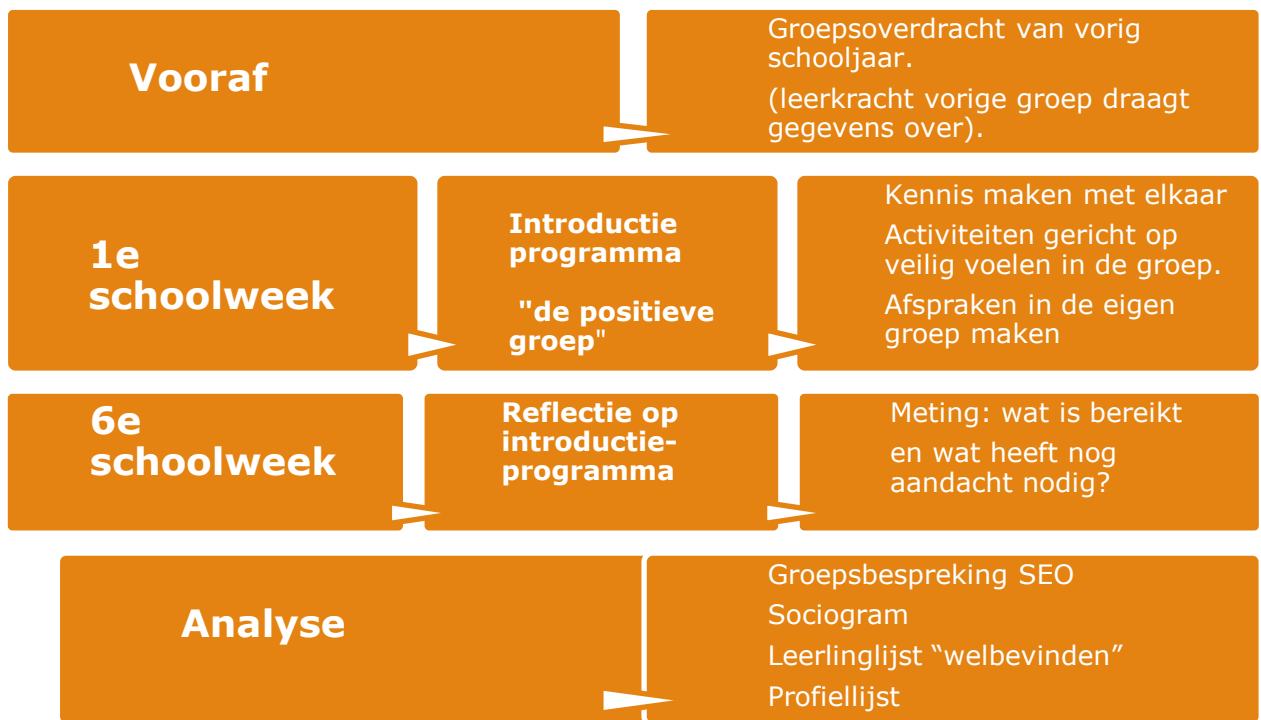 Vooraf
Groepsoverdracht van vorig
schooljaar.
(leerkracht vorige groep draagt
gegevens over).
1e
schoolweek
Introductie
programma
"de positieve
groep"
Kennis maken met elkaar
Activiteiten gericht op
veilig voelen in de groep.
Afspraken in de eigen
groep maken
6e
schoolweek
Reflectie op
introductie-
programma
Meting: wat is bereikt
en wat heeft nog
aandacht nodig?
Analyse
Groepsbespreking SEO
Sociogram
Leerlinglijst “welbevinden”
Profiellijst